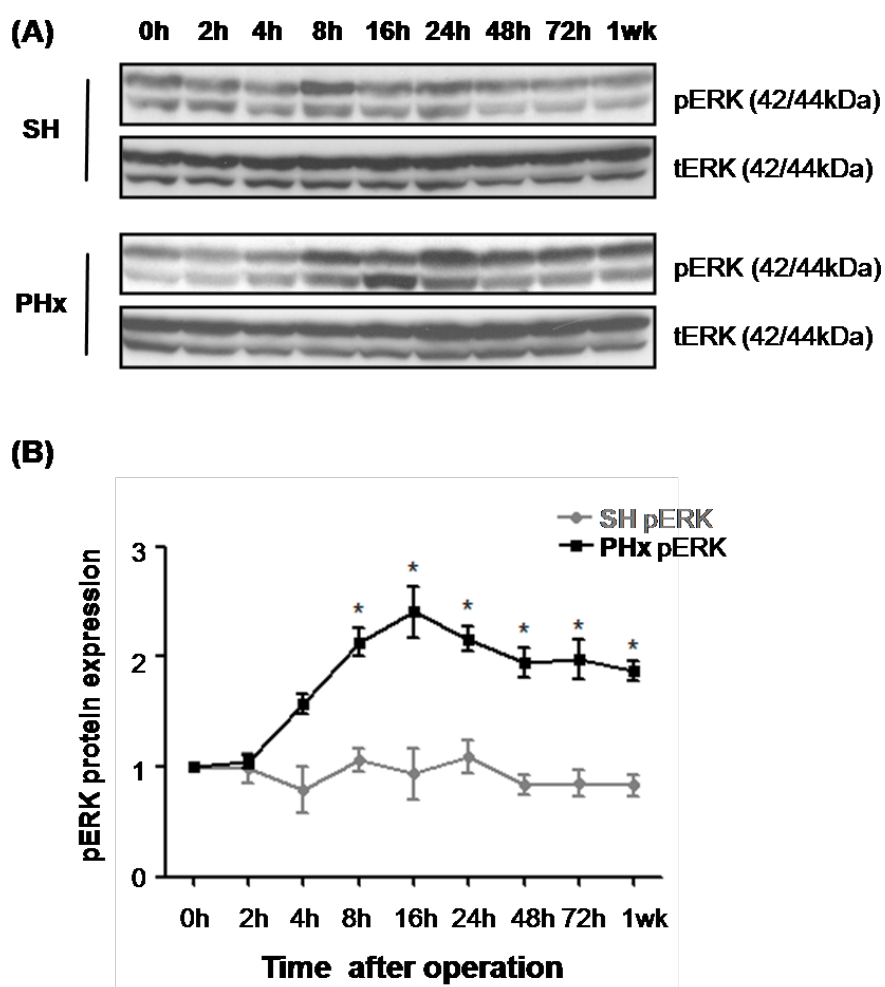 (A) 0h 2h 4h 8h 16h 24h 48h 72h 1wk
SH
pERK (42/44kDa)
tERK (42/44kDa)
PHx
pERK (42/44kDa)
tERK (42/44kDa)
(B)
SH pERK
PHx pERK
pERK protein expression
3
2
1
0
* * * * * *
0h 2h 4h 8h 16h 24h 48h 72h 1wk
Time after operation